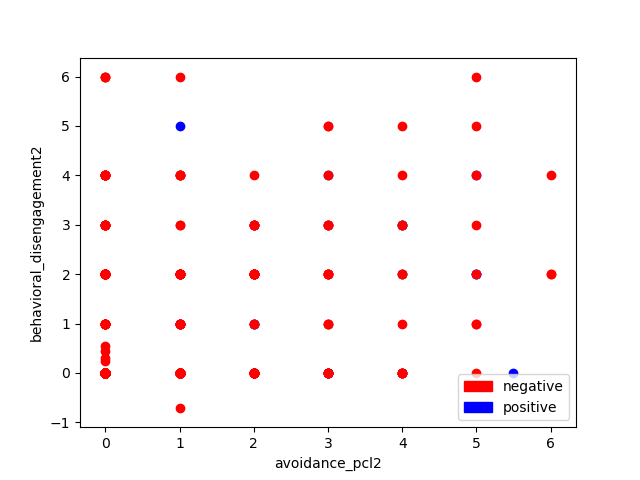 6
5
4
3
2
1
0
−1
behavioral_disengagement2
negative
positive
0 1 2 3 4 5 6
avoidance_pcl2